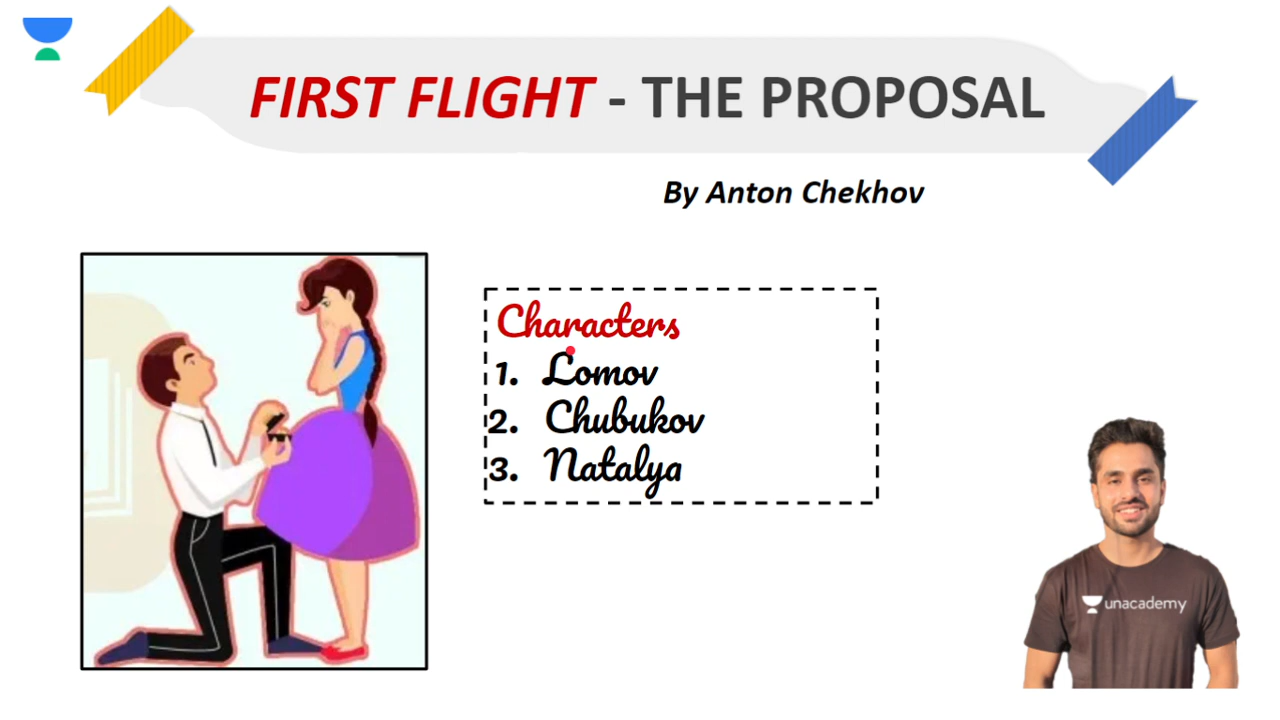 FIRST FLIGHT - THE PROPOSAL
By Anton Chekhov
Characters
1. Lomov
2. Chubukov
3. Natalya
unacademy